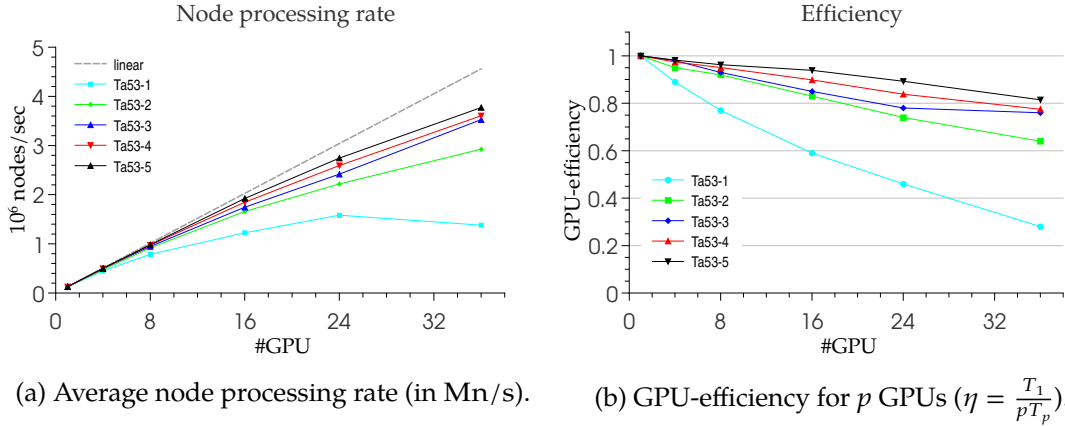 Node processing rate
5
4
3
2
1
0
10⁶ nodes/sec
linear
Ta53-1
Ta53-2
Ta53-3
Ta53-4
Ta53-5
0 8 16 24 32
#GPU
(a) Average node processing rate (in Mn/s).
Efficiency
1
0.8
0.6
0.4
0.2
0
GPU-efficiency
Ta53-1
Ta53-2
Ta53-3
Ta53-4
Ta53-5
0 8 16 24 32
#GPU
(b) GPU-efficiency for p GPUs (η = T₁/pTₚ).